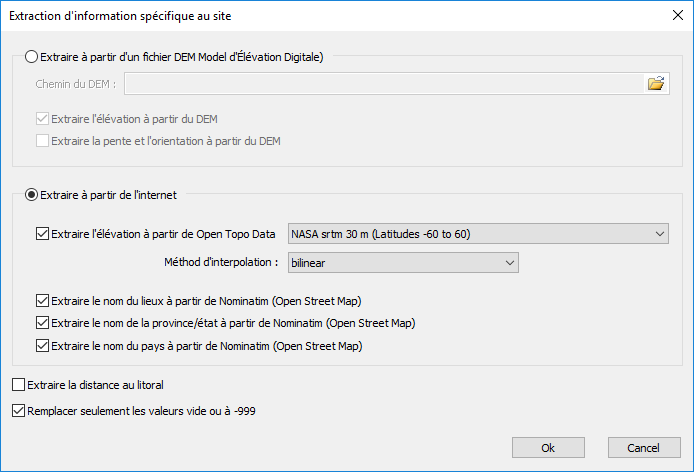 Extraction d'information spécifique au site
Extraire à partir d'un fichier DEM Model d'Élévation Digitale)
Chemin du DEM :
Extraire l'élévation à partir du DEM
Extraire la pente et l'orientation à partir du DEM
Extraire à partir de l'internet
Extraire l'élévation à partir de Open Topo Data NASA srtm 30 m (Latitudes -60 to 60)
Méthod d'interpolation : bilinear
Extraire le nom du lieux à partir de Nominatim (Open Street Map)
Extraire le nom de la province/état à partir de Nominatim (Open Street Map)
Extraire le nom du pays à partir de Nominatim (Open Street Map)
Extraire la distance au litoral
Remplacer seulement les valeurs vide ou à -999
Ok Cancel